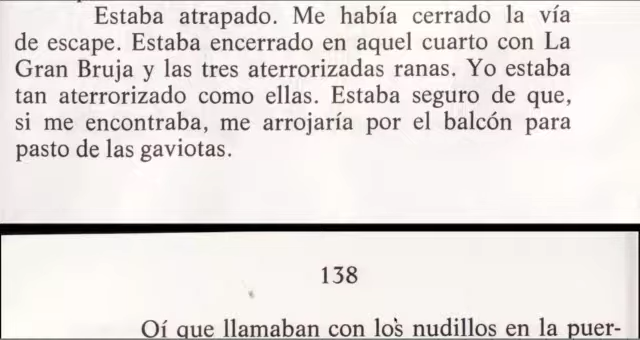 Estaba atrapado. Me había cerrado la vía
de escape. Estaba encerrado en aquel cuarto con La
Gran Bruja y las tres aterrorizadas ranas. Yo estaba
tan aterrorizado como ellas. Estaba seguro de que,
si me encontraba, me arrojaría por el balcón para
pasto de las gaviotas.
138
Oí que llamaban con los nudillos en la puer-